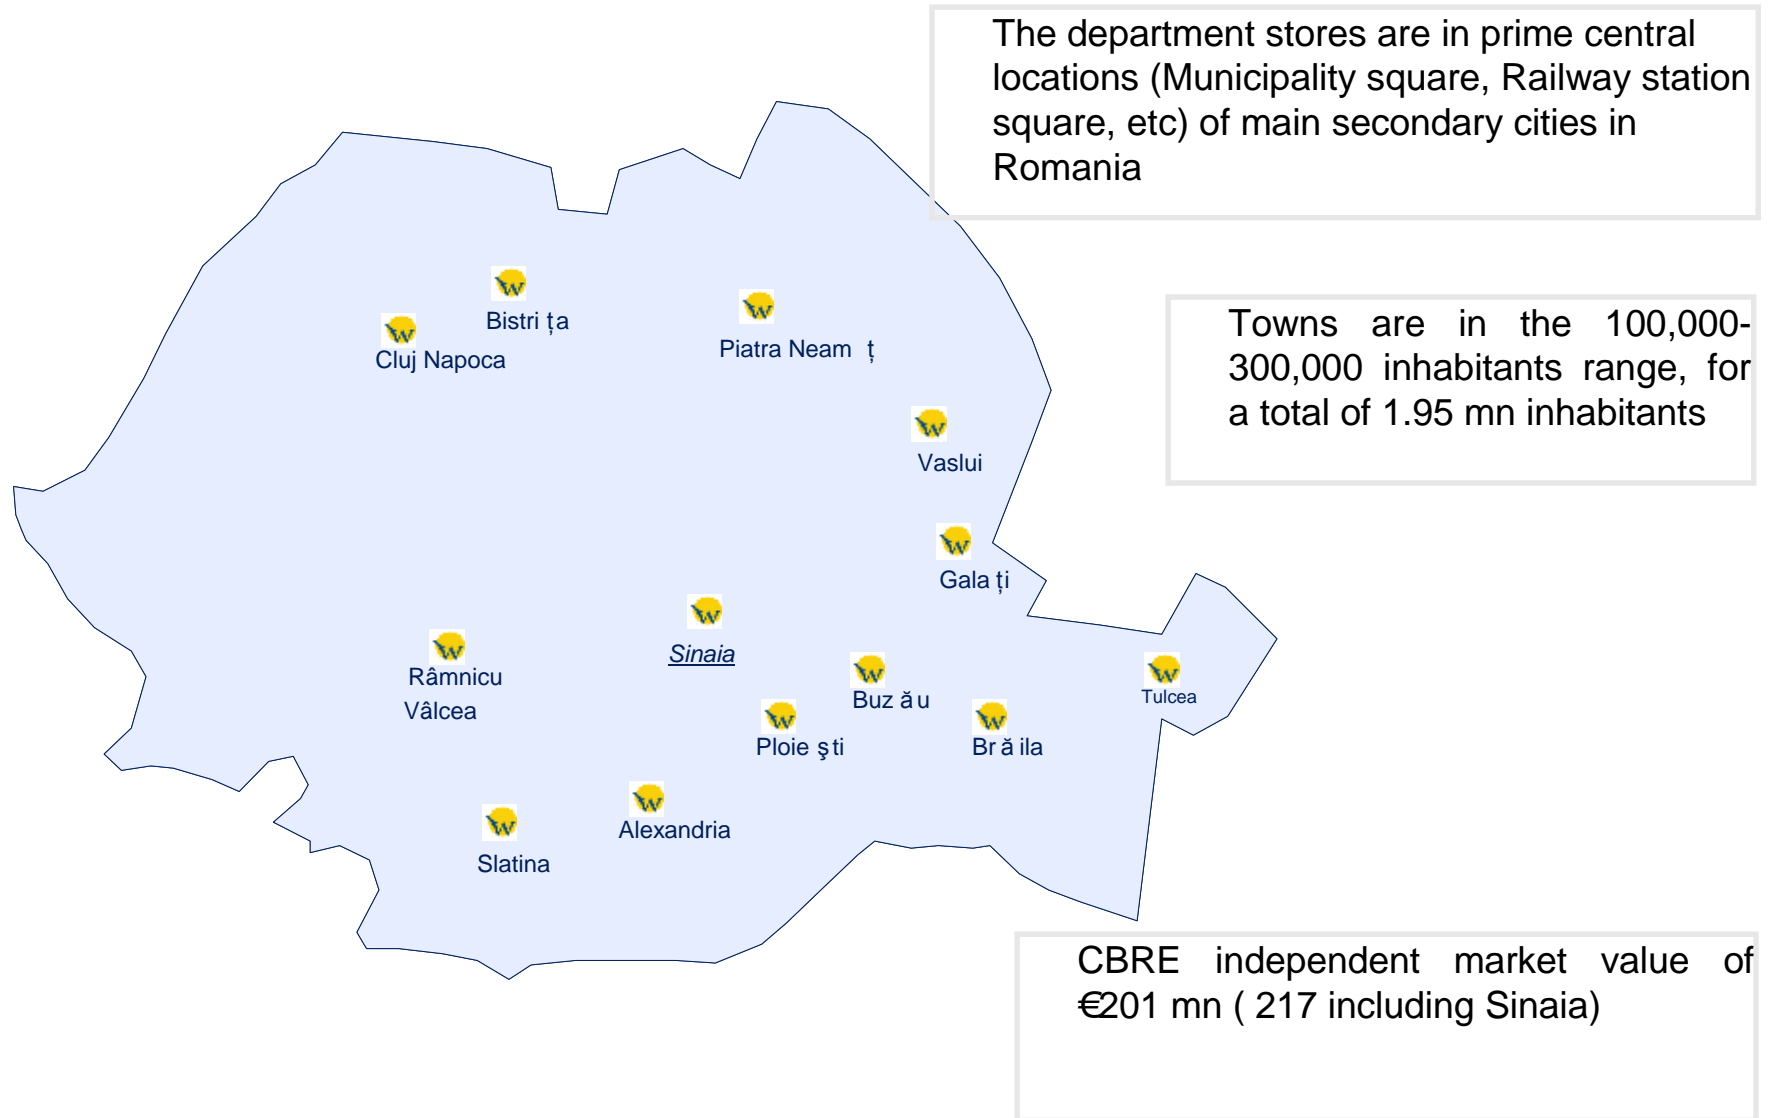 The department stores are in prime central
locations (Municipality square, Railway station
square, etc) of main secondary cities in
Romania
Bistri ța
Cluj Napoca
Piatra Neam ț
Towns are in the 100,000-
300,000 inhabitants range, for
a total of 1.95 mn inhabitants
Vaslui
Gala ți
Sinaia
Râmnicu
Vâlcea
Buz ă u
Tulcea
Ploie ști
Br ă ila
Alexandria
Slatina
CBRE independent market value of
€201 mn ( 217 including Sinaia)